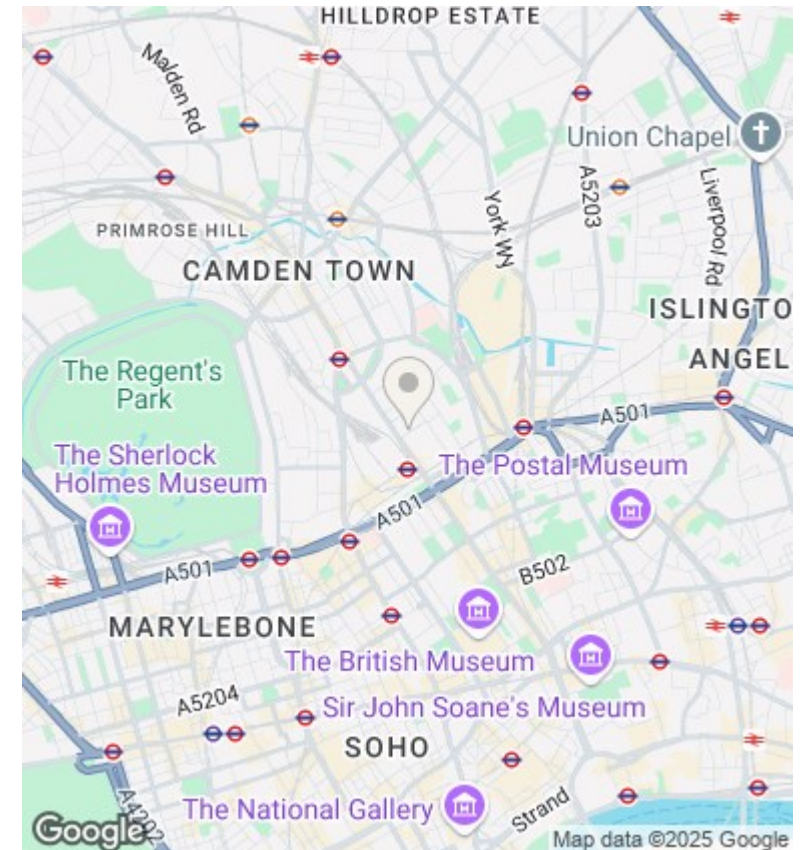 HILLDROP ESTATE
Malden Rd
Union Chapel
York Wy
A5203
Liverpool Rd
PRIMROSE HILL
CAMDEN TOWN
ISLINGTO
ANGEL
The Regent's
Park
A501
The Sherlock
Holmes Museum
The Postal Museum
A501
A501
B502
MARYLEBONE
The British Museum
A5204
Sir John Soane's Museum
SOHO
A4202
The National Gallery
Strand
Google
Map data ©2025 Google